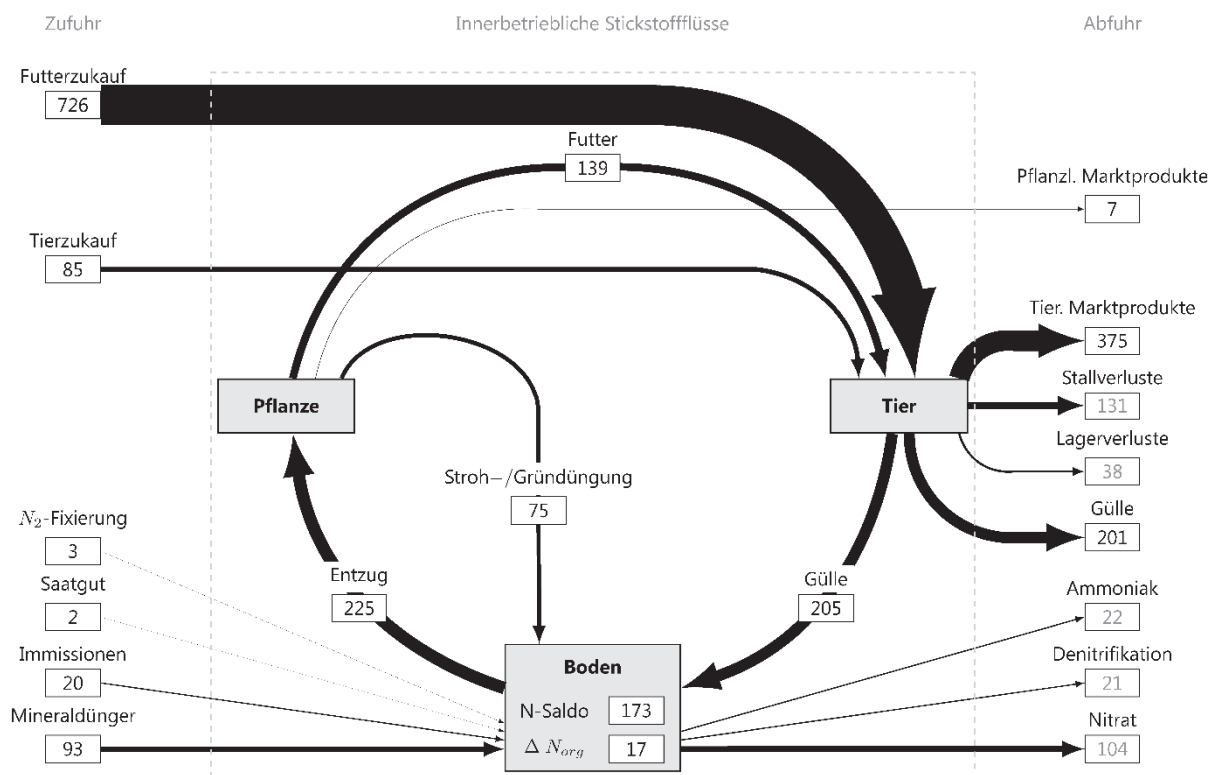 Zufuhr
Innerbetriebliche Stickstoffflüsse
Abfuhr
Futterzukauf
726
Futter
139
Pflanzl. Marktprodukte
7
Tierzukauf
85
Tier. Marktprodukte
375
Pflanze
Tier
Stallverluste
131
Lagerverluste
38
Stroh−/Gründüngung
75
Gülle
201
N₂-Fixierung
3
Entzug
225
Gülle
205
Saatgut
2
Ammoniak
22
Immissionen
20
Boden
Denitrifikation
21
N-Saldo 173
Mineraldünger
93
Δ N_org 17
Nitrat
104